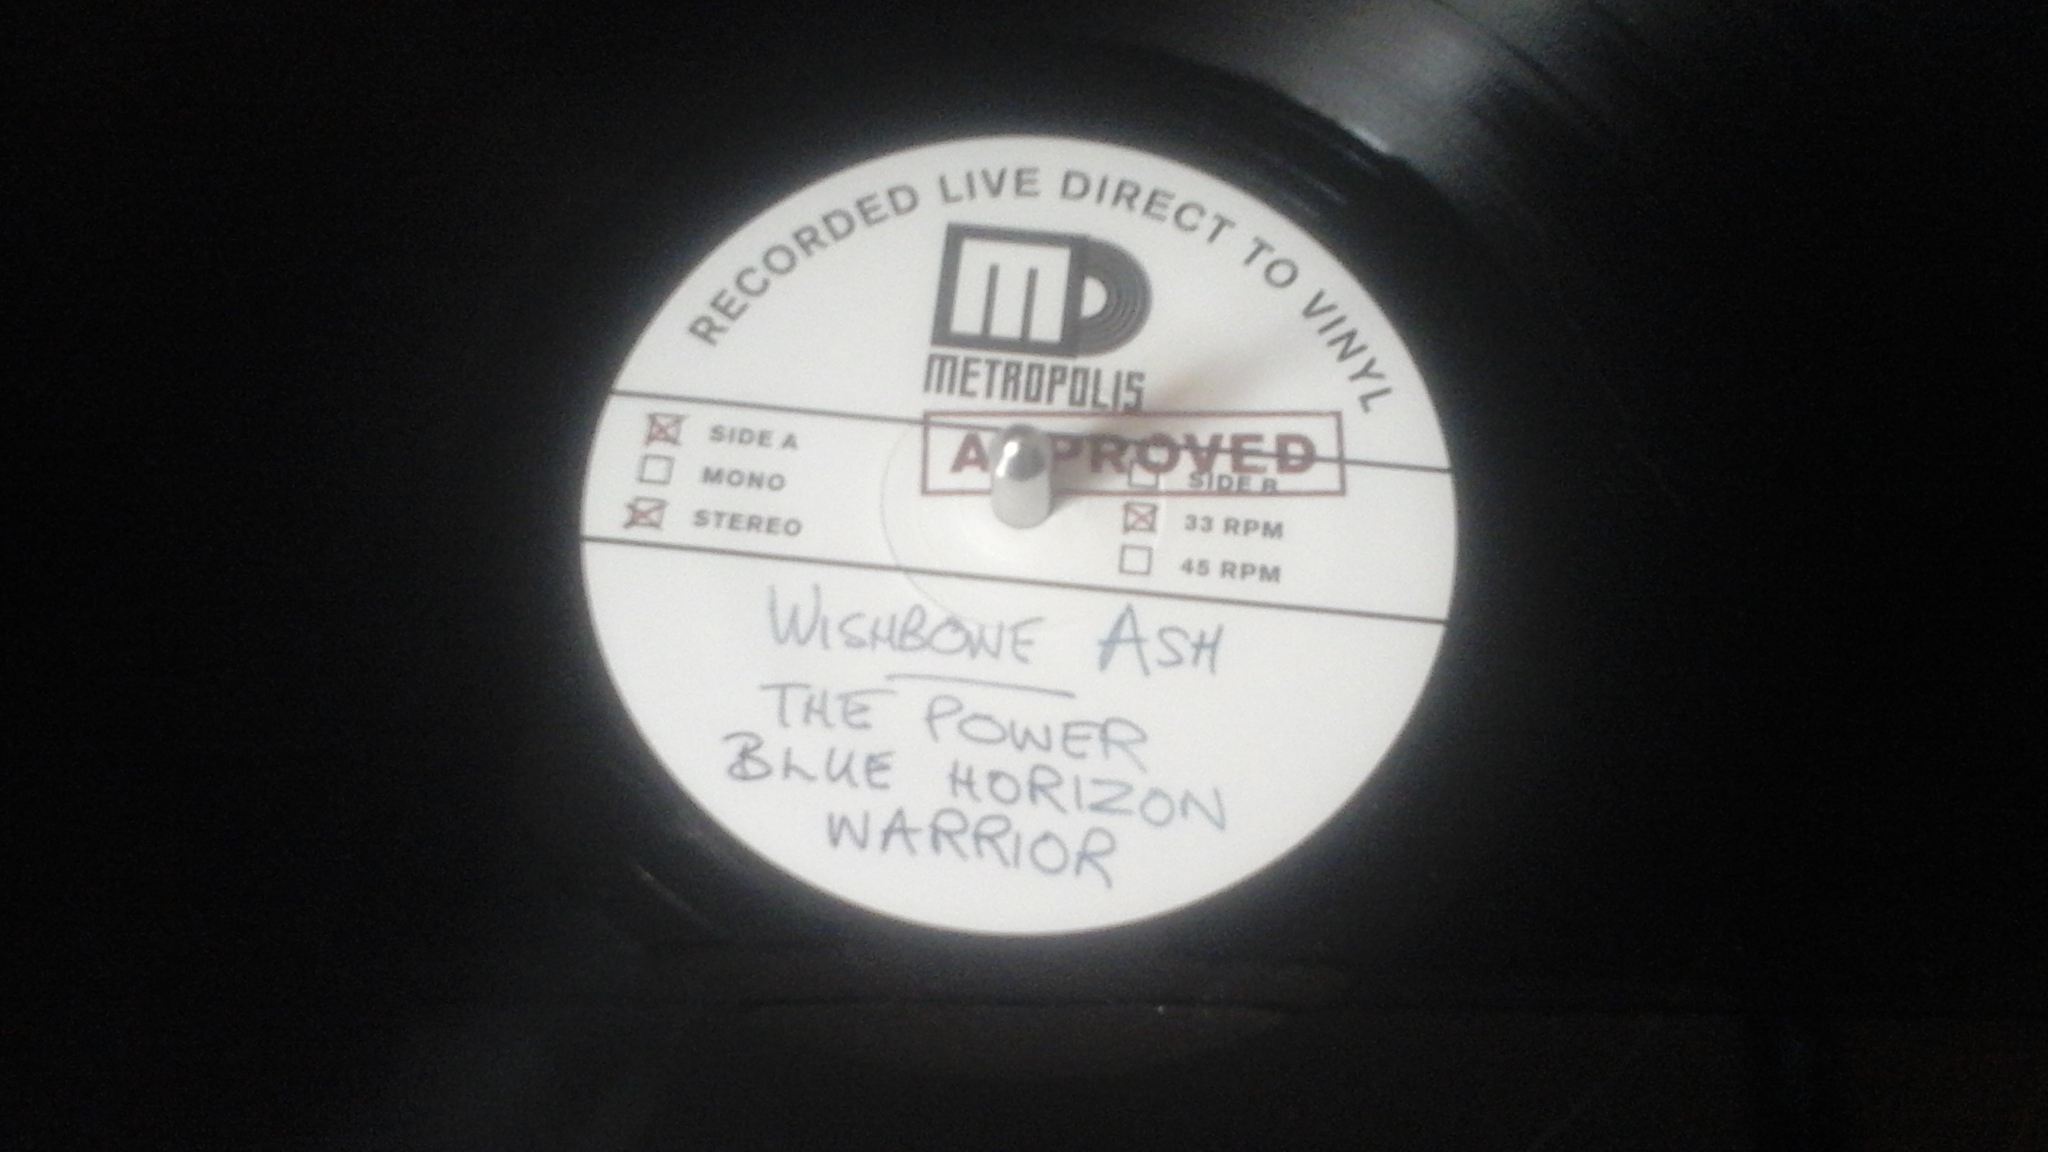 RECORDED LIVE DIRECT TO VINYL
METROPOLIS
APPROVED
SIDE A
MONO
STEREO
SIDE B
33 RPM
45 RPM
WISHBONE ASH
THE POWER
BLUE HORIZON
WARRIOR